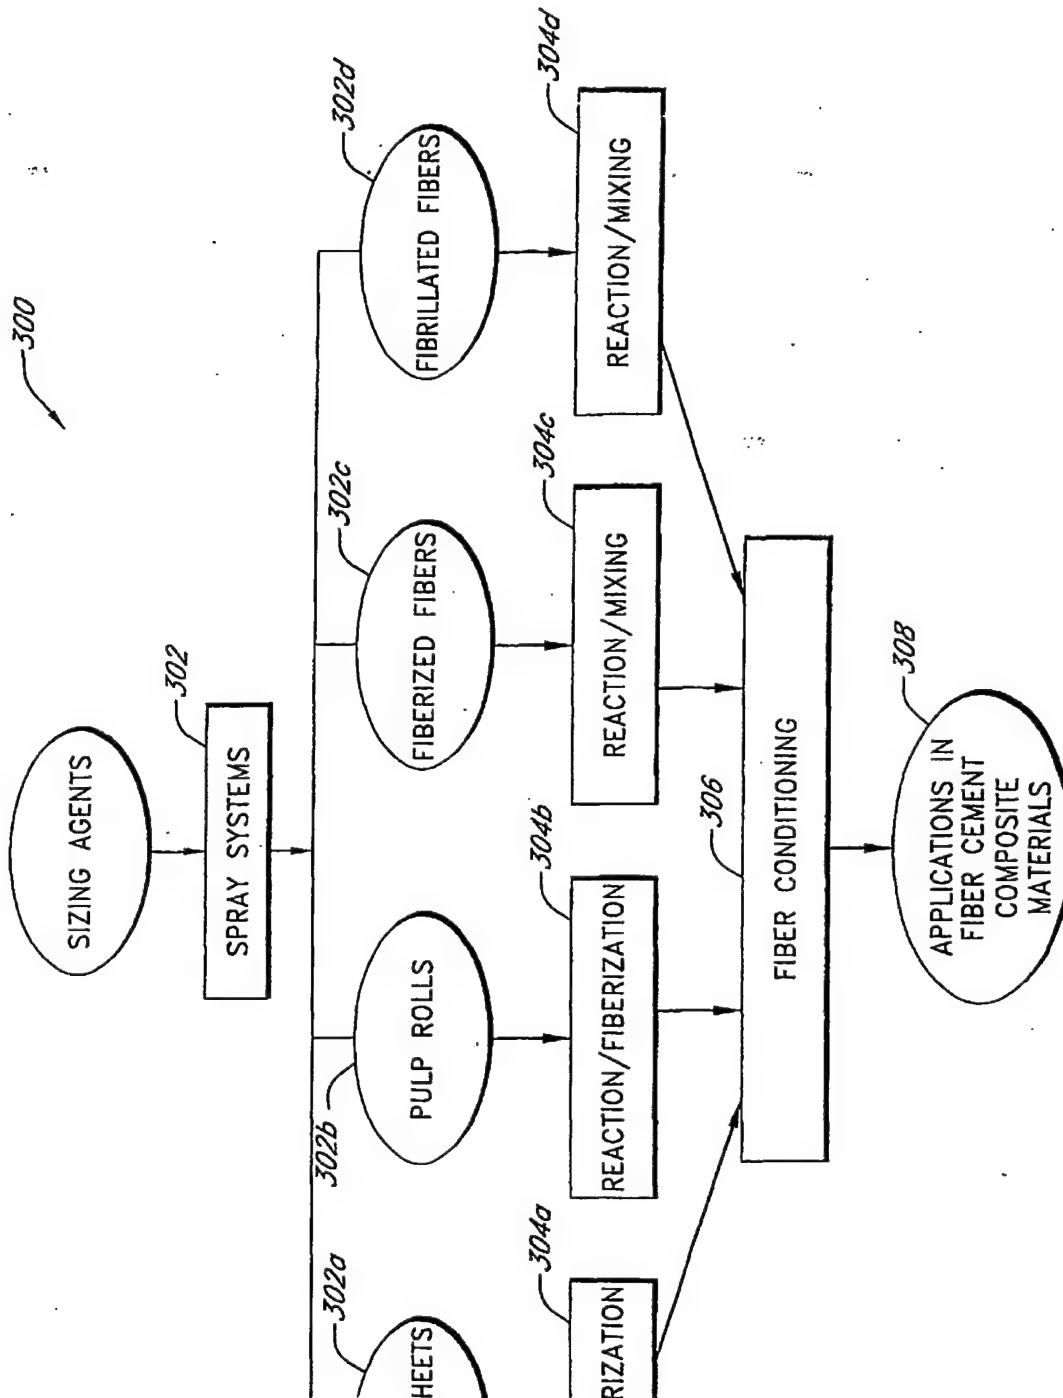 300
SIZING AGENTS
302
SPRAY SYSTEMS
302a
302b
302c
302d
HEETS
PULP ROLLS
FIBERIZED FIBERS
FIBRILLATED FIBERS
304a
304b
304c
304d
RIZATION
REACTION/FIBERIZATION
REACTION/MIXING
REACTION/MIXING
306
FIBER CONDITIONING
308
APPLICATIONS IN
FIBER CEMENT
COMPOSITE
MATERIALS